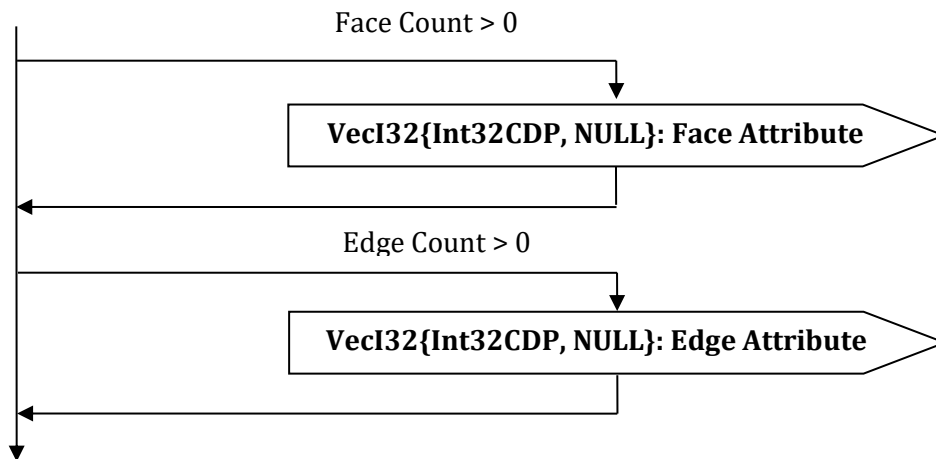 Face Count > 0
VecI32{Int32CDP, NULL}: Face Attribute
Edge Count > 0
VecI32{Int32CDP, NULL}: Edge Attribute